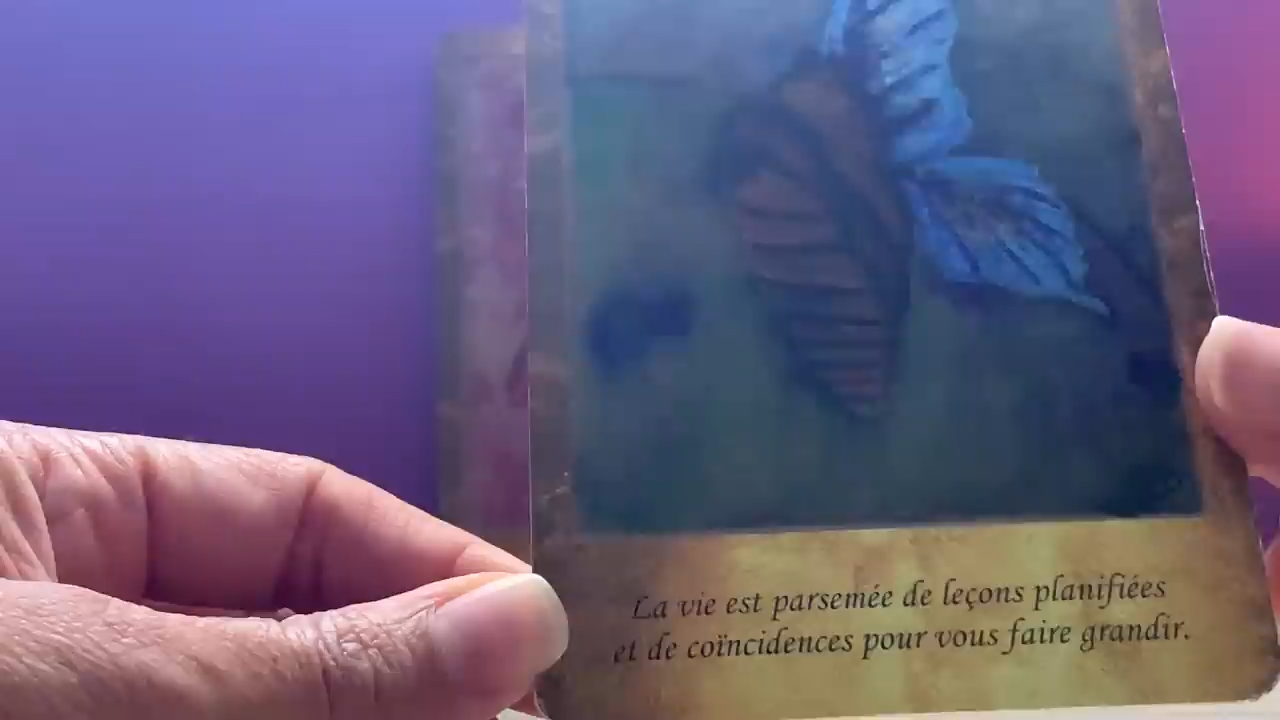 La vie est parsemée de leçons planifiées
et de coïncidences pour vous faire grandir.